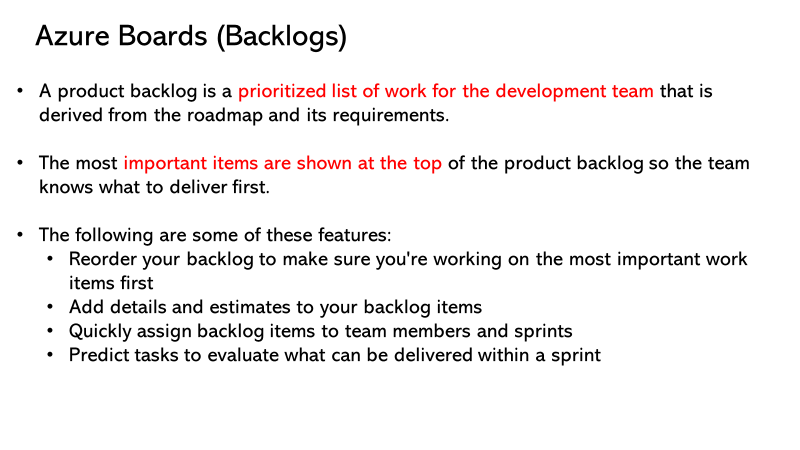 Azure Boards (Backlogs)
• A product backlog is a prioritized list of work for the development team that is
derived from the roadmap and its requirements.
• The most important items are shown at the top of the product backlog so the team
knows what to deliver first.
• The following are some of these features:
• Reorder your backlog to make sure you're working on the most important work
items first
• Add details and estimates to your backlog items
• Quickly assign backlog items to team members and sprints
• Predict tasks to evaluate what can be delivered within a sprint